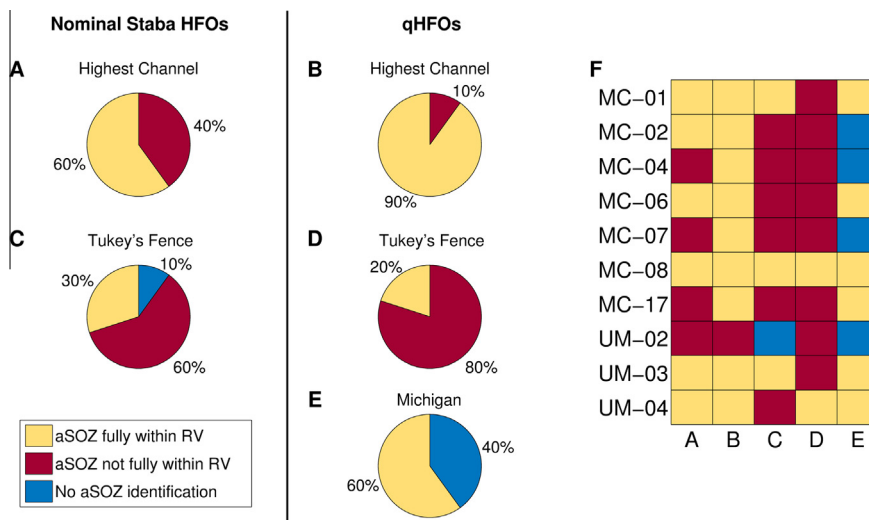 Nominal Staba HFOs
qHFOs
A
Highest Channel
40%
60%
B
Highest Channel
10%
90%
C
Tukey's Fence
10%
30%
60%
D
Tukey's Fence
20%
80%
E
Michigan
40%
60%
aSOZ fully within RV
aSOZ not fully within RV
No aSOZ identification
F
MC−01
MC−02
MC−04
MC−06
MC−07
MC−08
MC−17
UM−02
UM−03
UM−04
A B C D E